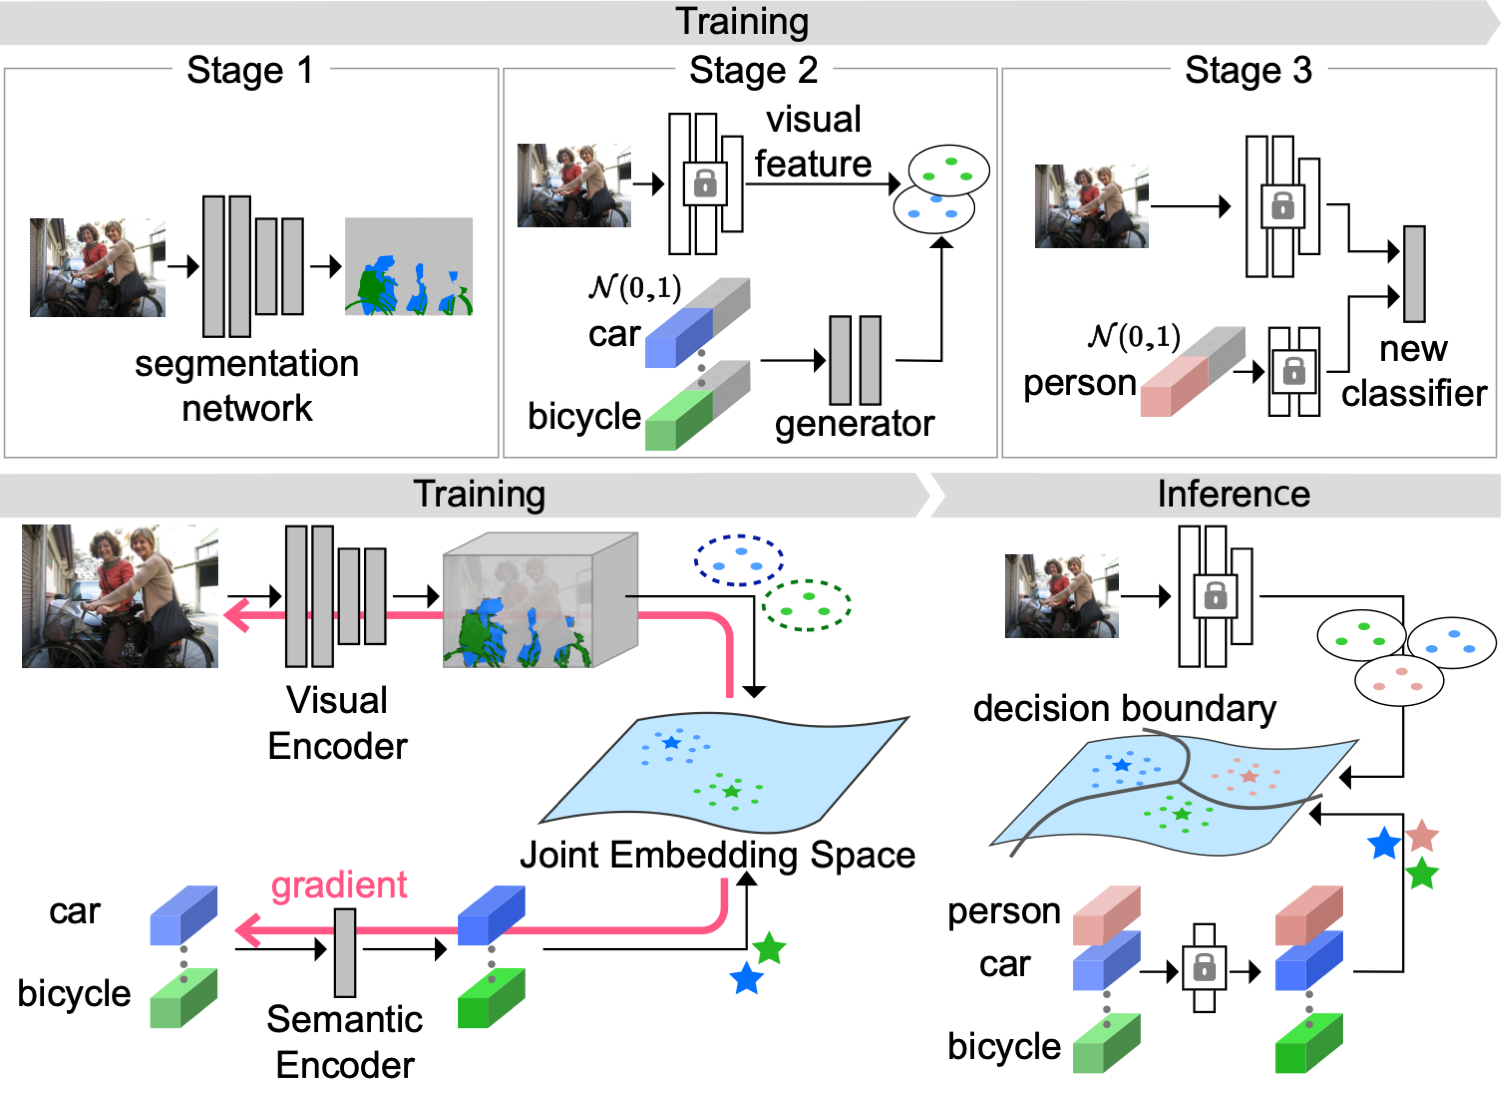 Training
Stage 1
Stage 2
Stage 3
segmentation
network
visual
feature
𝒩(0,1)
car
bicycle
generator
𝒩(0,1)
person
new
classifier
Training
Inference
Visual
Encoder
Joint Embedding Space
gradient
car
bicycle
Semantic
Encoder
decision boundary
person
car
bicycle